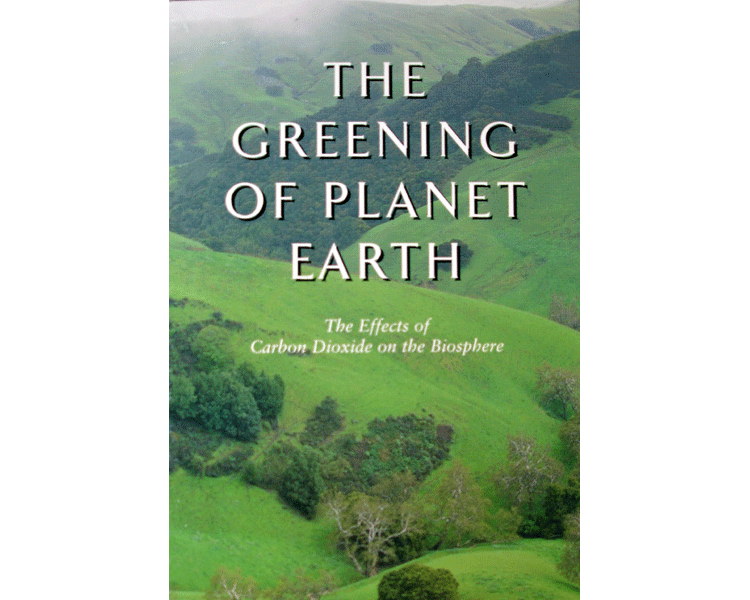 THE
GREENING
OF PLANET
EARTH
The Effects of
Carbon Dioxide on the Biosphere